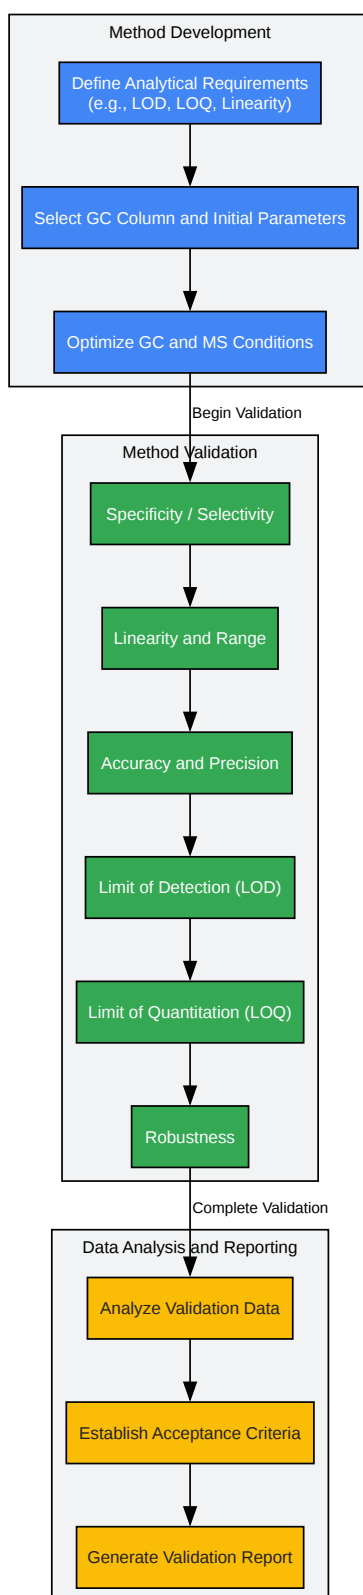 Method Development
Define Analytical Requirements
(e.g., LOD, LOQ, Linearity)
Select GC Column and Initial Parameters
Optimize GC and MS Conditions
Begin Validation
Method Validation
Specificity / Selectivity
Linearity and Range
Accuracy and Precision
Limit of Detection (LOD)
Limit of Quantitation (LOQ)
Robustness
Complete Validation
Data Analysis and Reporting
Analyze Validation Data
Establish Acceptance Criteria
Generate Validation Report